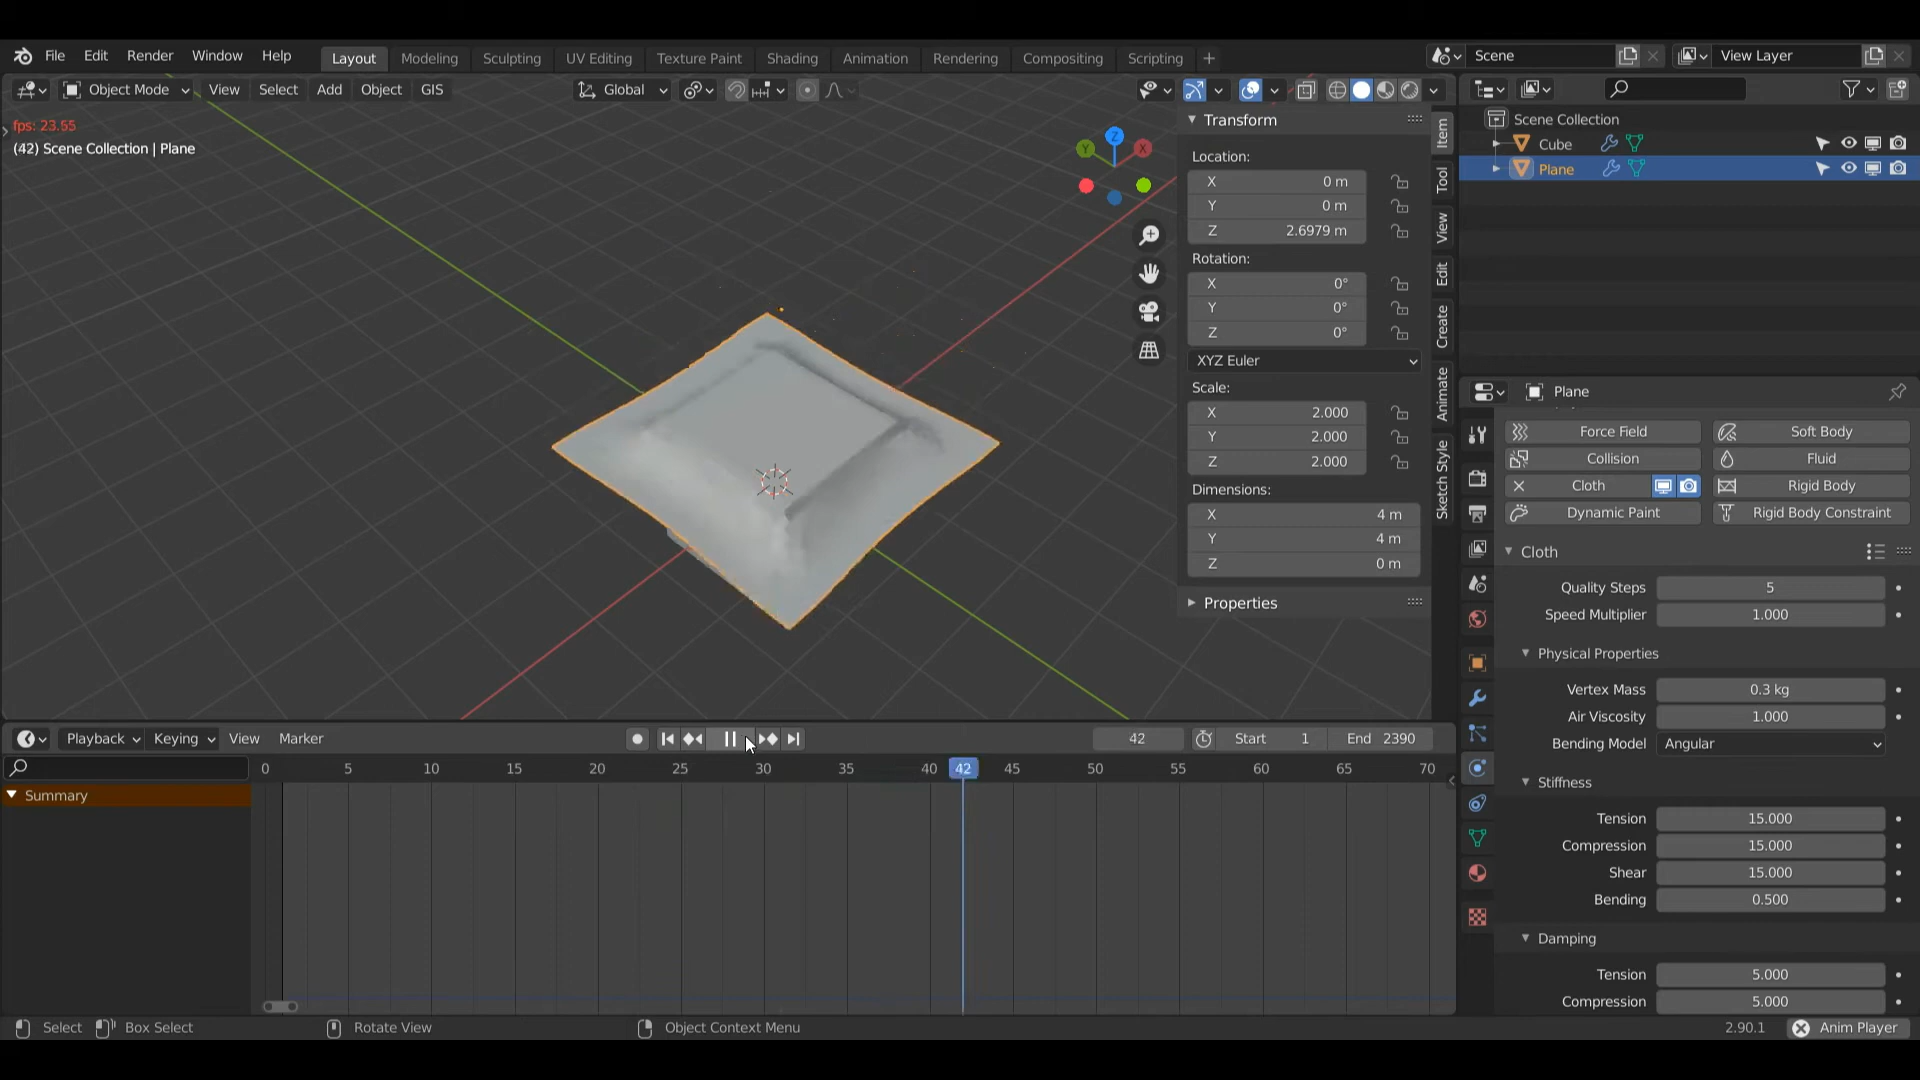 File Edit Render Window Help Layout Modeling Sculpting UV Editing Texture Paint Shading Animation Rendering Compositing Scripting + Scene View Layer
Object Mode View Select Add Object GIS Global
fps: 23.55
(42) Scene Collection | Plane
Z
Y
X
Transform
Location:
X 0 m
Y 0 m
Z 2.6979 m
Rotation:
X 0°
Y 0°
Z 0°
XYZ Euler
Scale:
X 2.000
Y 2.000
Z 2.000
Dimensions:
X 4 m
Y 4 m
Z 0 m
Properties
Item
Tool
View
Edit
Create
Animate
Sketch Style
Scene Collection
Cube
Plane
Plane
Force Field Soft Body
Collision Fluid
Cloth Rigid Body
Dynamic Paint Rigid Body Constraint
Cloth
Quality Steps 5
Speed Multiplier 1.000
Physical Properties
Vertex Mass 0.3 kg
Air Viscosity 1.000
Bending Model Angular
Stiffness
Tension 15.000
Compression 15.000
Shear 15.000
Bending 0.500
Damping
Tension 5.000
Compression 5.000
Playback Keying View Marker 42 Start 1 End 2390
0 5 10 15 20 25 30 35 40 42 45 50 55 60 65 70
Summary
Select Box Select Rotate View Object Context Menu 2.90.1 Anim Player